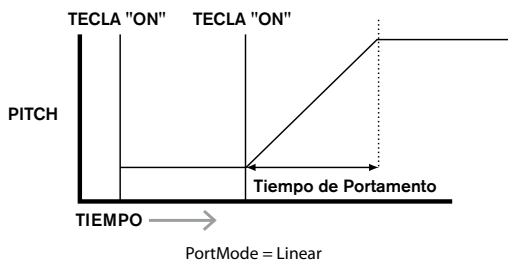 TECLA "ON" TECLA "ON"
PITCH
Tiempo de Portamento
TIEMPO
PortMode = Linear